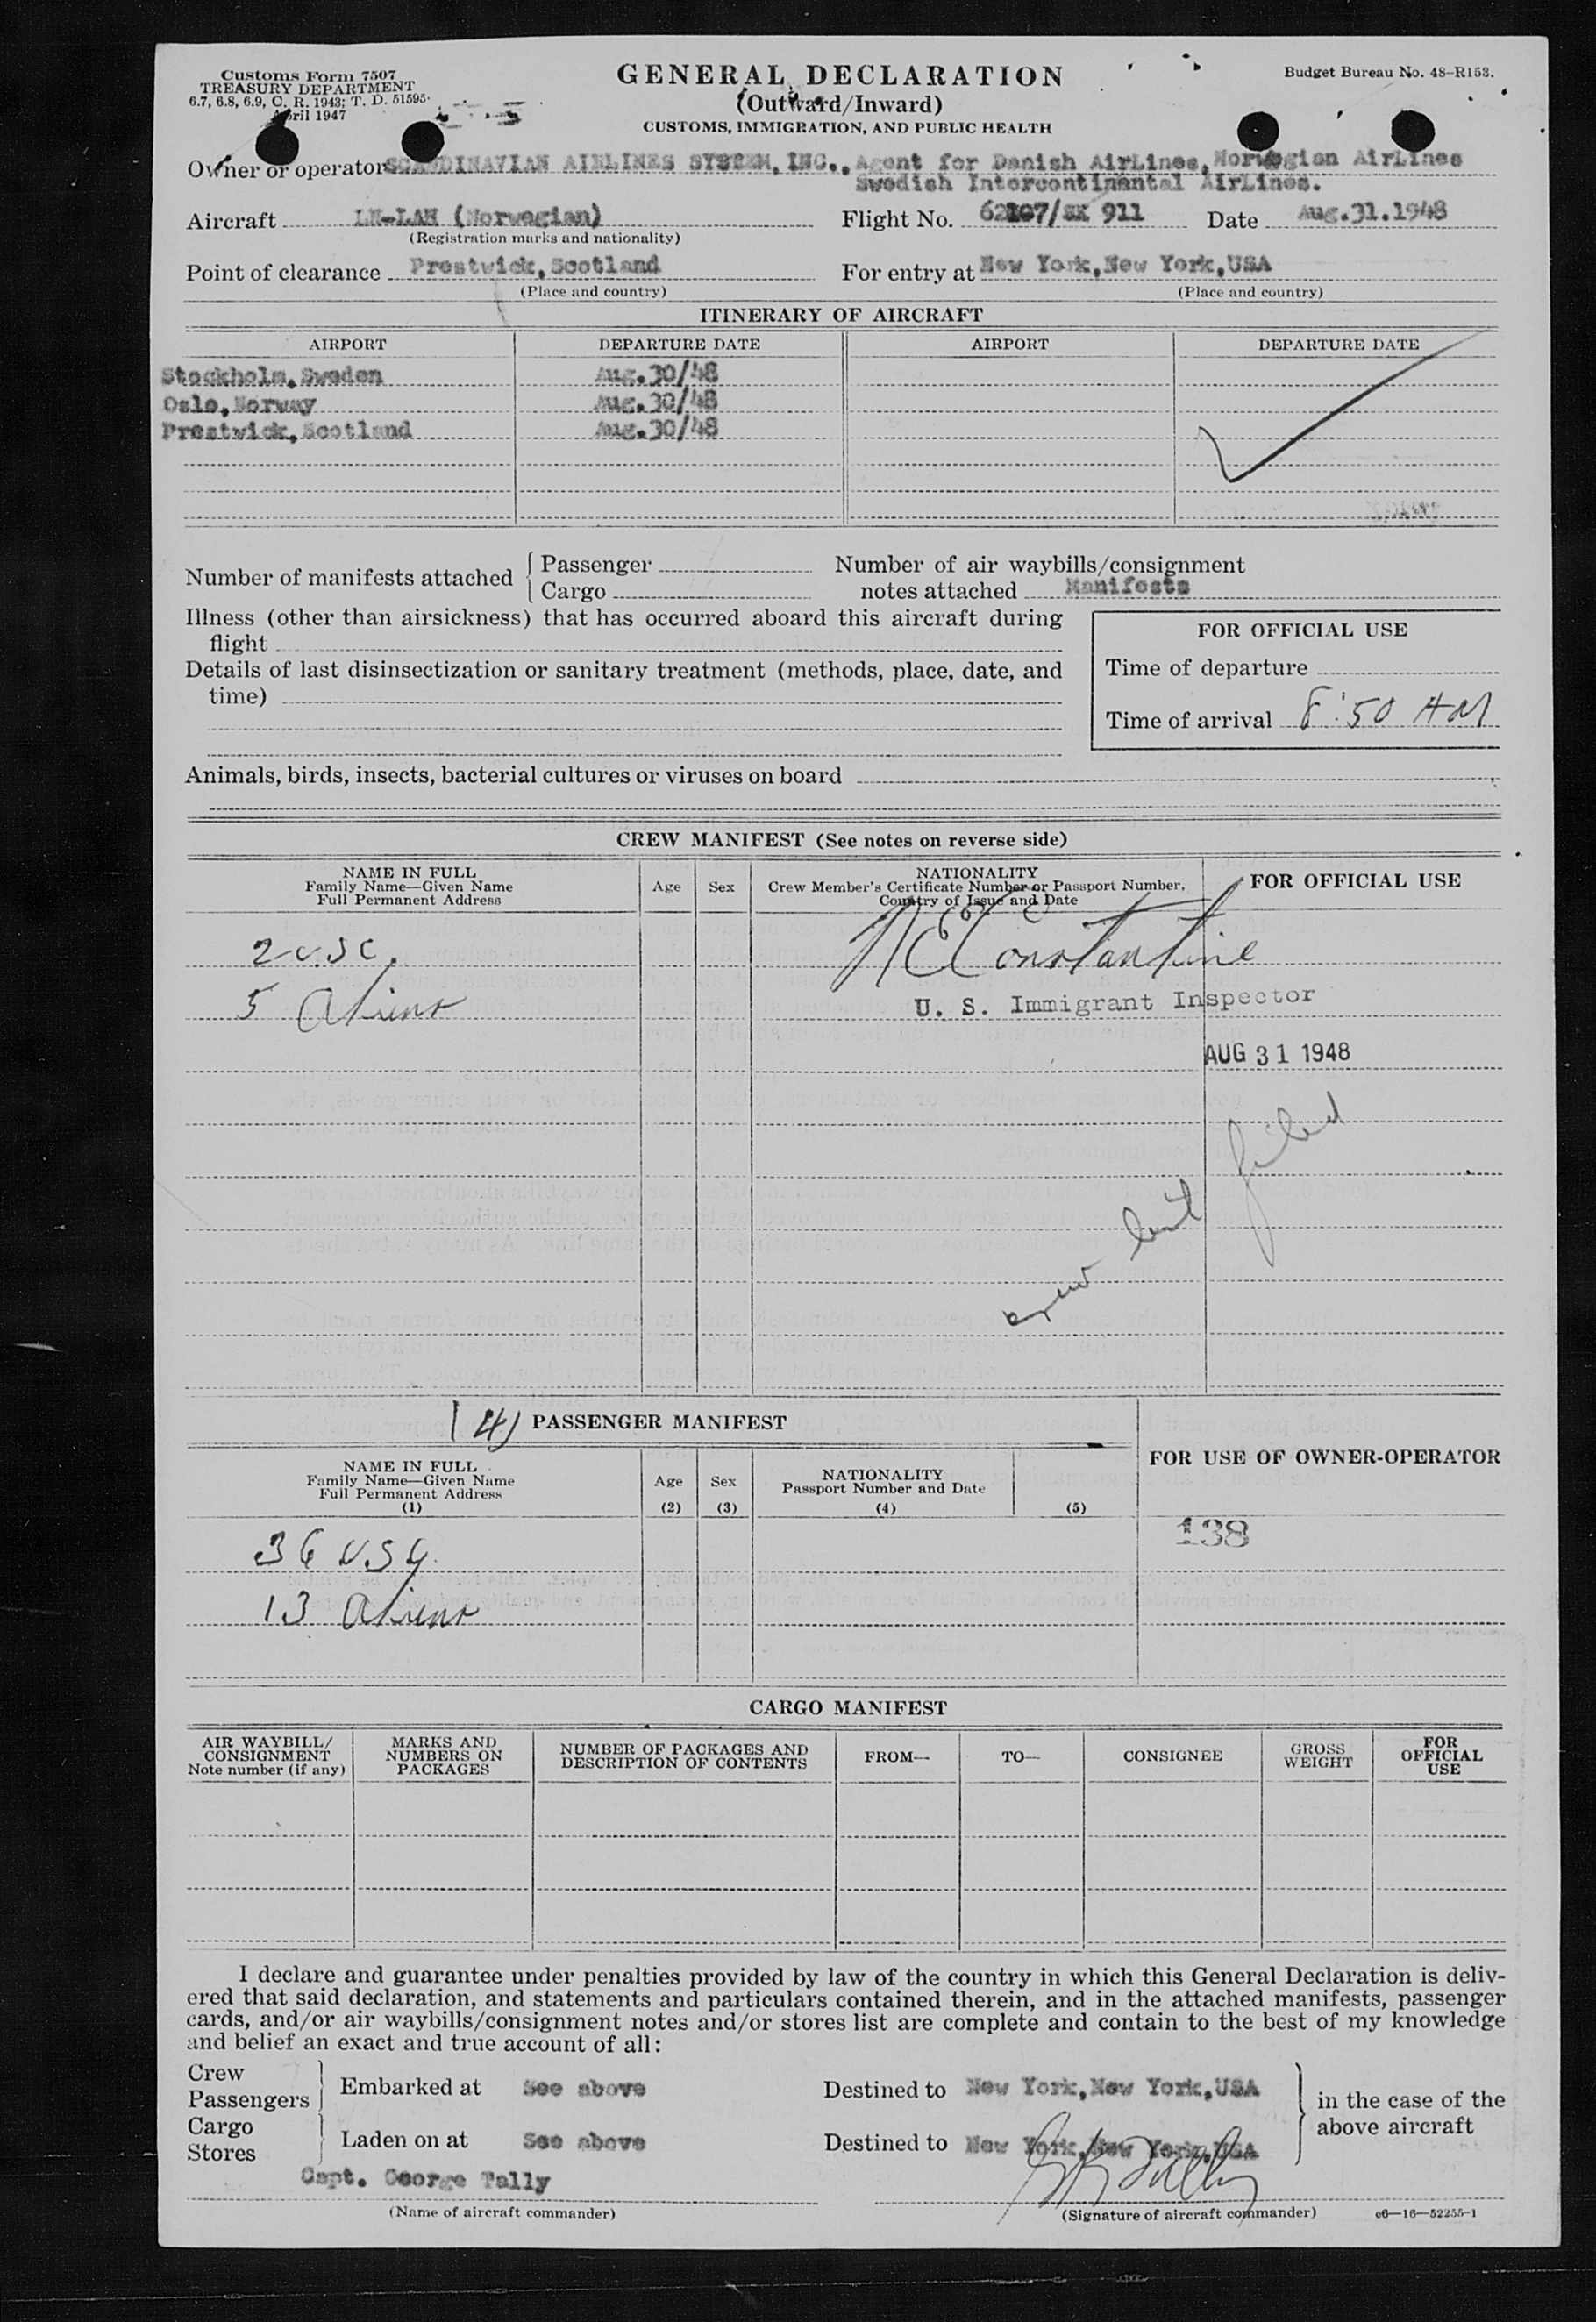 Customs Form 7507
TREASURY DEPARTMENT
6.7, 6.8, 6.9, C. R. 1943; T. D. 51595
April 1947
GENERAL DECLARATION
(Outward/Inward)
CUSTOMS, IMMIGRATION, AND PUBLIC HEALTH
Budget Bureau No. 48-R153.
Owner or operator SCANDINAVIAN AIRLINES SYSTEM, INC., Agent for Danish AirLines, Norwegian AirLines
Swedish Intercontinental AirLines.
Aircraft LN-LAH (Norwegian) Flight No. /SK 911 Date Aug.31.1948
(Registration marks and nationality)
Point of clearance Prestwick, Scotland For entry at New York, New York, USA
(Place and country) (Place and country)
ITINERARY OF AIRCRAFT
AIRPORT DEPARTURE DATE AIRPORT DEPARTURE DATE
Stockholm, Sweden Aug.30/48
Oslo, Norway Aug.30/48
Prestwick, Scotland Aug.30/48
Number of manifests attached { Passenger
Cargo
Number of air waybills/consignment
notes attached Manifests
Illness (other than airsickness) that has occurred aboard this aircraft during
flight
Details of last disinsectization or sanitary treatment (methods, place, date, and
time)
FOR OFFICIAL USE
Time of departure
Time of arrival 8:50 AM
Animals, birds, insects, bacterial cultures or viruses on board
CREW MANIFEST (See notes on reverse side)
NAME IN FULL
Family Name—Given Name
Full Permanent Address
Age
Sex
NATIONALITY
Crew Member's Certificate Number or Passport Number,
Country of Issue and Date
FOR OFFICIAL USE
2 USC.
5 Aliens
Constantine
U. S. Immigrant Inspector
AUG 31 1948
crew list filed
(4) PASSENGER MANIFEST
FOR USE OF OWNER-OPERATOR
NAME IN FULL
Family Name—Given Name
Full Permanent Address
(1)
Age
(2)
Sex
(3)
NATIONALITY
Passport Number and Date
(4)
(5)
138
36 USC.
13 Aliens
CARGO MANIFEST
AIR WAYBILL/
CONSIGNMENT
Note number (if any)
MARKS AND
NUMBERS ON
PACKAGES
NUMBER OF PACKAGES AND
DESCRIPTION OF CONTENTS
FROM—
TO—
CONSIGNEE
GROSS
WEIGHT
FOR
OFFICIAL
USE
I declare and guarantee under penalties provided by law of the country in which this General Declaration is deliv-
ered that said declaration, and statements and particulars contained therein, and in the attached manifests, passenger
cards, and/or air waybills/consignment notes and/or stores list are complete and contain to the best of my knowledge
and belief an exact and true account of all:
Crew
Passengers } Embarked at See above Destined to New York, New York, USA
Cargo
Stores } Laden on at See above Destined to New York, New York, USA
in the case of the
above aircraft
Capt. George Tally
(Name of aircraft commander) (Signature of aircraft commander) c6—16—52255-1